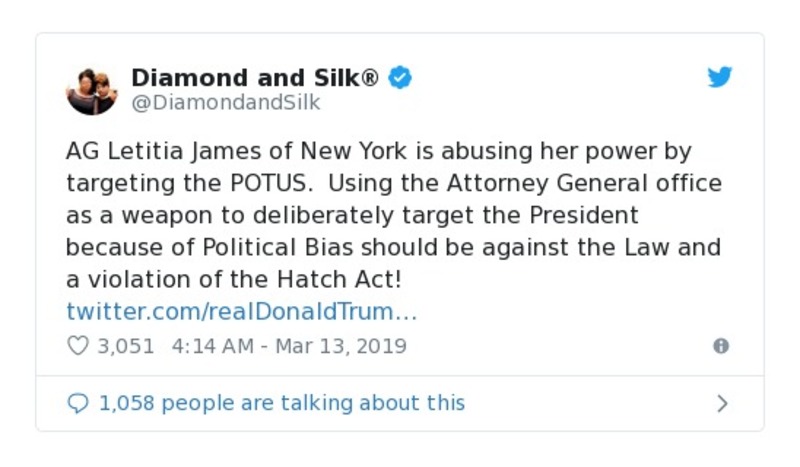 Diamond and Silk®
@DiamondandSilk
AG Letitia James of New York is abusing her power by
targeting the POTUS.  Using the Attorney General office
as a weapon to deliberately target the President
because of Political Bias should be against the Law and
a violation of the Hatch Act!
twitter.com/realDonaldTrum…
3,051 4:14 AM - Mar 13, 2019
1,058 people are talking about this